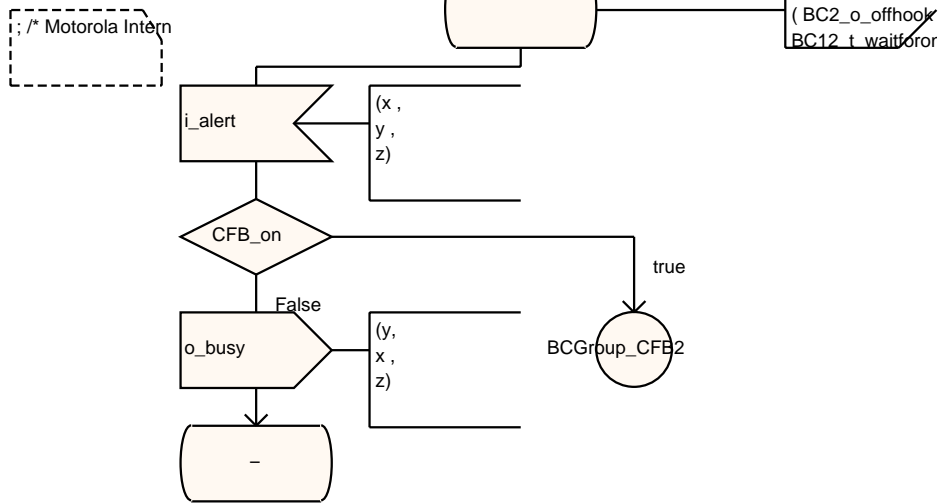 ; /* Motorola Intern
( BC2_o_offhook
BC12_t_waitforor
i_alert
(x ,
y ,
z)
CFB_on
true
False
o_busy
(y,
x ,
z)
BCGroup_CFB2
–